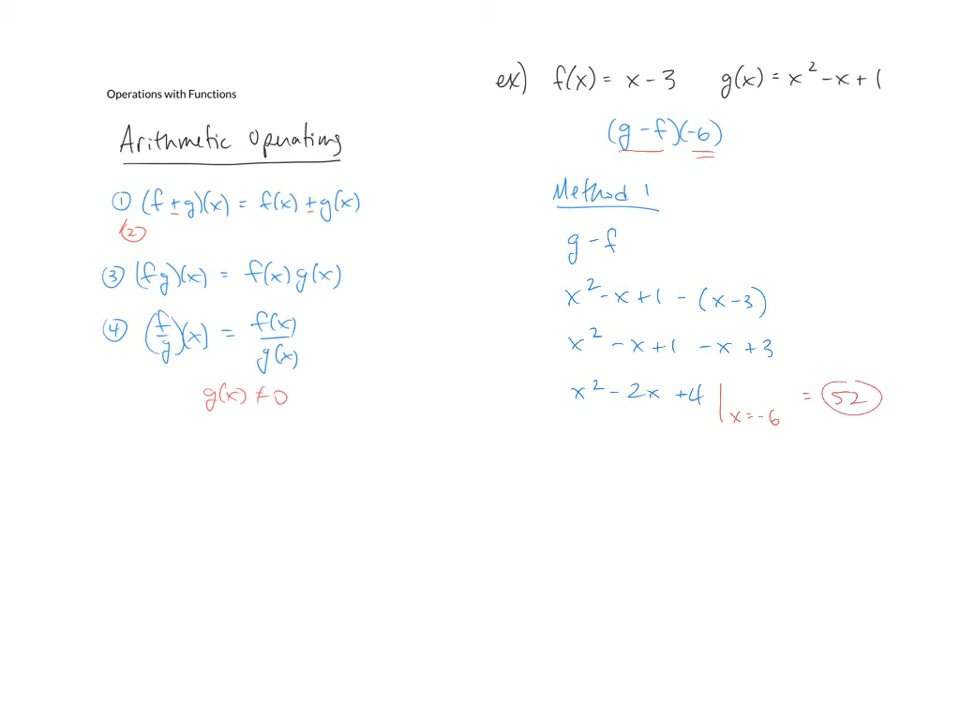 Operations with Functions
Arithmetic Operating
① (f ± g)(x) = f(x) ± g(x)
②
③ (fg)(x) = f(x)g(x)
④ (f/g)(x) = f(x)/g(x)
g(x) ≠ 0
ex) f(x) = x - 3 g(x) = x² - x + 1
(g - f)(-6)
Method 1
g - f
x² - x + 1 - (x - 3)
x² - x + 1 - x + 3
x² - 2x + 4 |x=-6 = 52